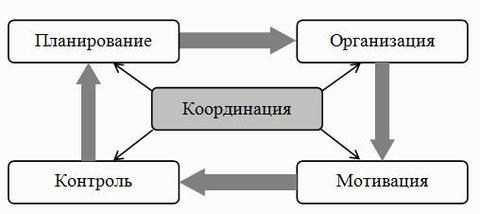 Планирование
Организация
Координация
Контроль
Мотивация